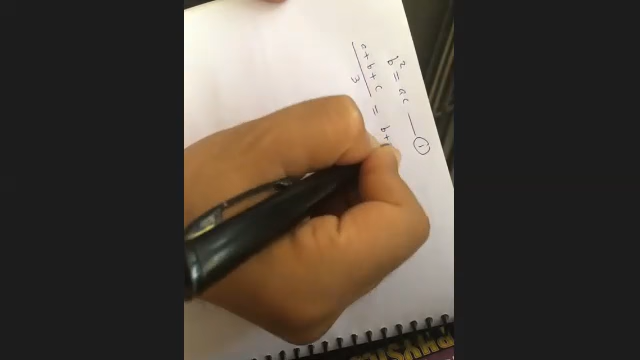 b² = ac — ①
a+b+c/3 = b+